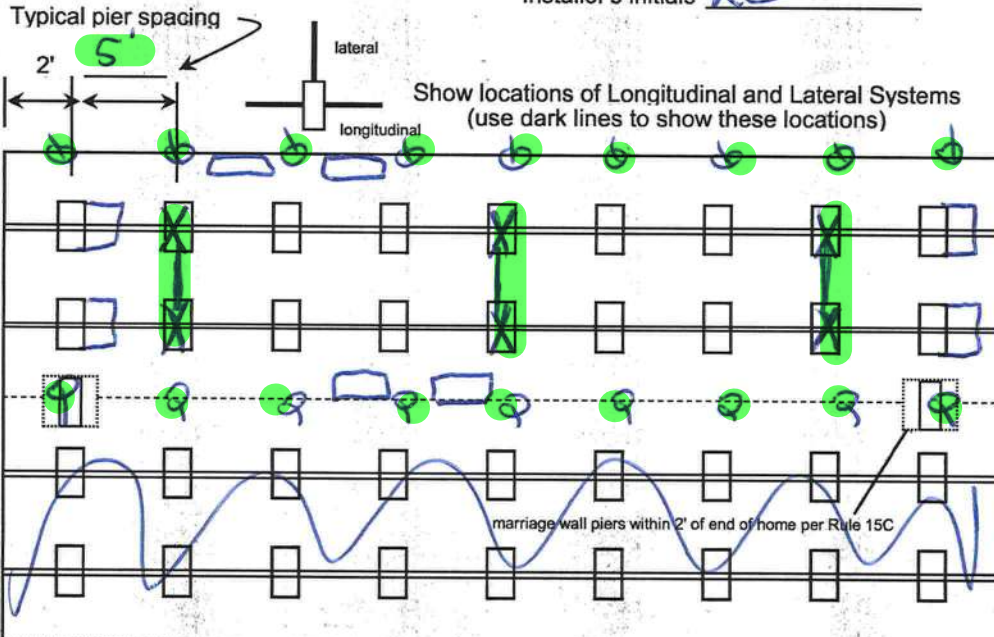 Installer's initials
Typical pier spacing
5'
2'
lateral
longitudinal
Show locations of Longitudinal and Lateral Systems
(use dark lines to show these locations)
marriage wall piers within 2' of end of home per Rule 15C